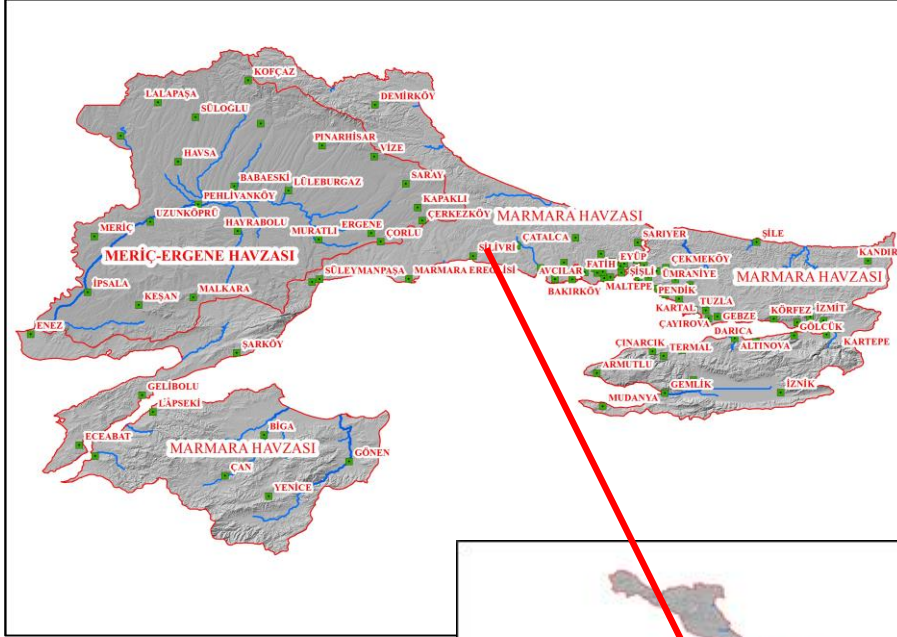 KOFÇAZ
LALAPAŞA
DEMİRKÖY
SÜLOĞLU
PINARHİSAR
VİZE
HAVSA
SARAY
BABAESKİ
LÜLEBURGAZ
PEHLİVANKÖY
KAPAKLI
UZUNKÖPRÜ
MARMARA HAVZASI
ÇERKEZKÖY
HAYRABOLU
ERGENE
MERİÇ
MURATLI
ÇORLU
ÇATALCA
SARIYER
ŞİLE
MERİÇ-ERGENE HAVZASI
SİLİVRİ
EYÜP
ÇEKMEKÖY
KANDIR
FATİH
SÜLEYMANPAŞA
MARMARA EREĞLİSİ
AVCILAR
ŞİŞLİ
ÜMRANİYE
MARMARA HAVZASI
BAKIRKÖY
MALTEPE
PENDİK
İPSALA
MALKARA
KEŞAN
KARTAL
TUZLA
GEBZE
KÖRFEZ
İZMİT
ÇAYIROVA
DARICA
GÖLCÜK
ENEZ
ALTINOVA
KARTEPE
ŞARKÖY
ÇINARCIK
TERMAL
ARMUTLU
GELİBOLU
GEMLİK
İZNİK
LAPSEKİ
MUDANYA
BİGA
ECEABAT
MARMARA HAVZASI
GÖNEN
ÇAN
YENİCE